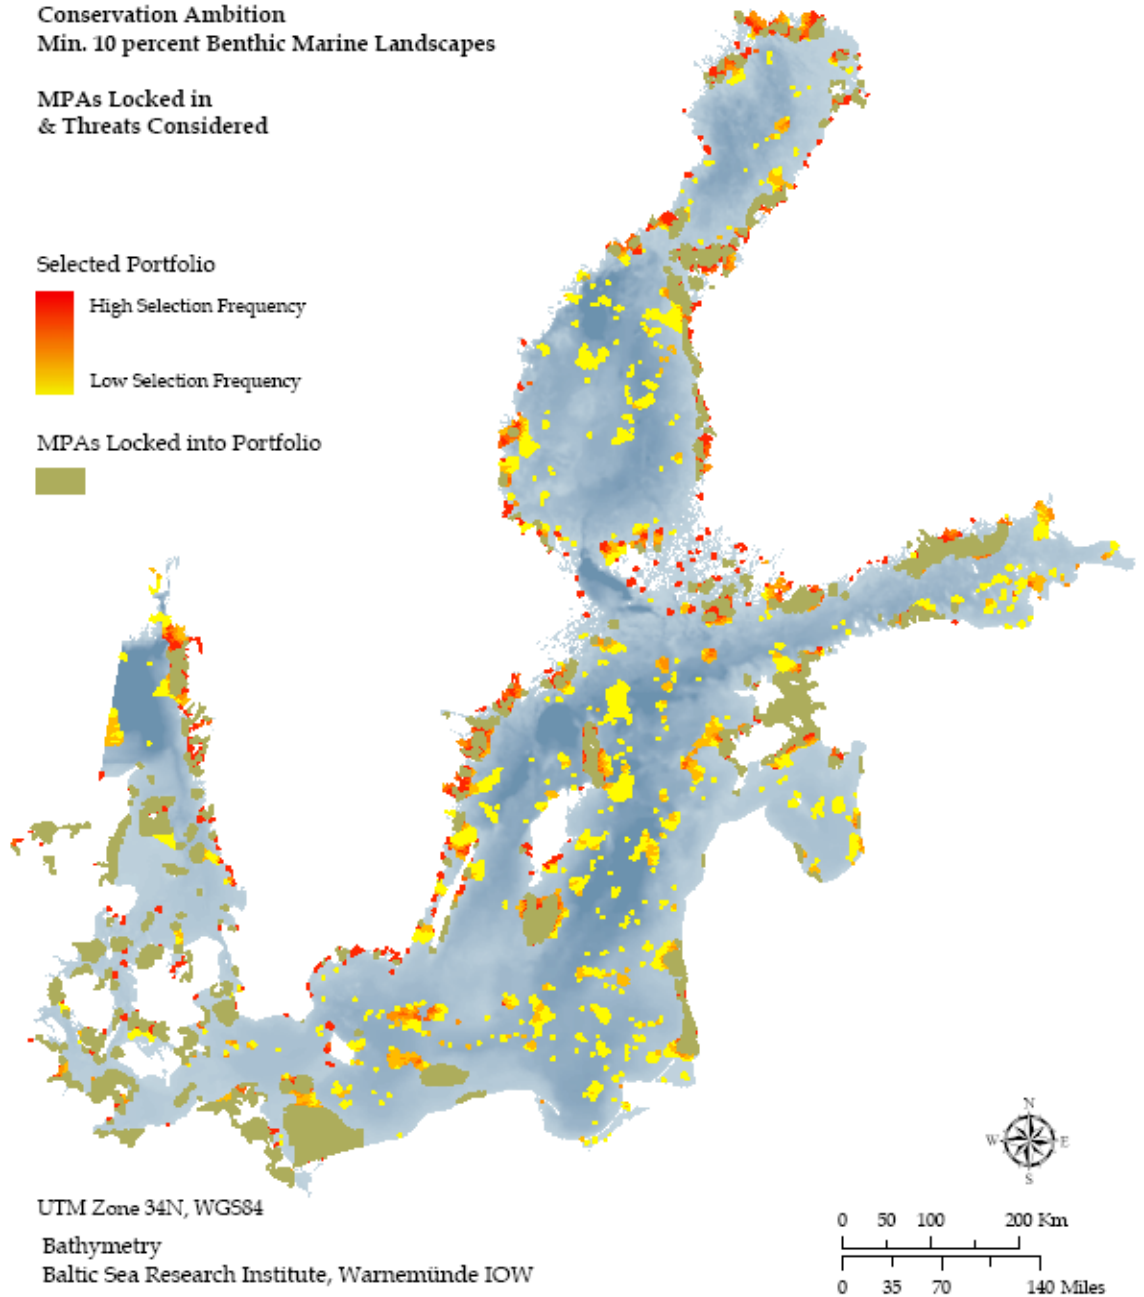 Conservation Ambition
Min. 10 percent Benthic Marine Landscapes
MPAs Locked in
& Threats Considered
Selected Portfolio
High Selection Frequency
Low Selection Frequency
MPAs Locked into Portfolio
N
W E
S
UTM Zone 34N, WGS84
Bathymetry
Baltic Sea Research Institute, Warnemünde IOW
0 50 100 200 Km
0 35 70 140 Miles